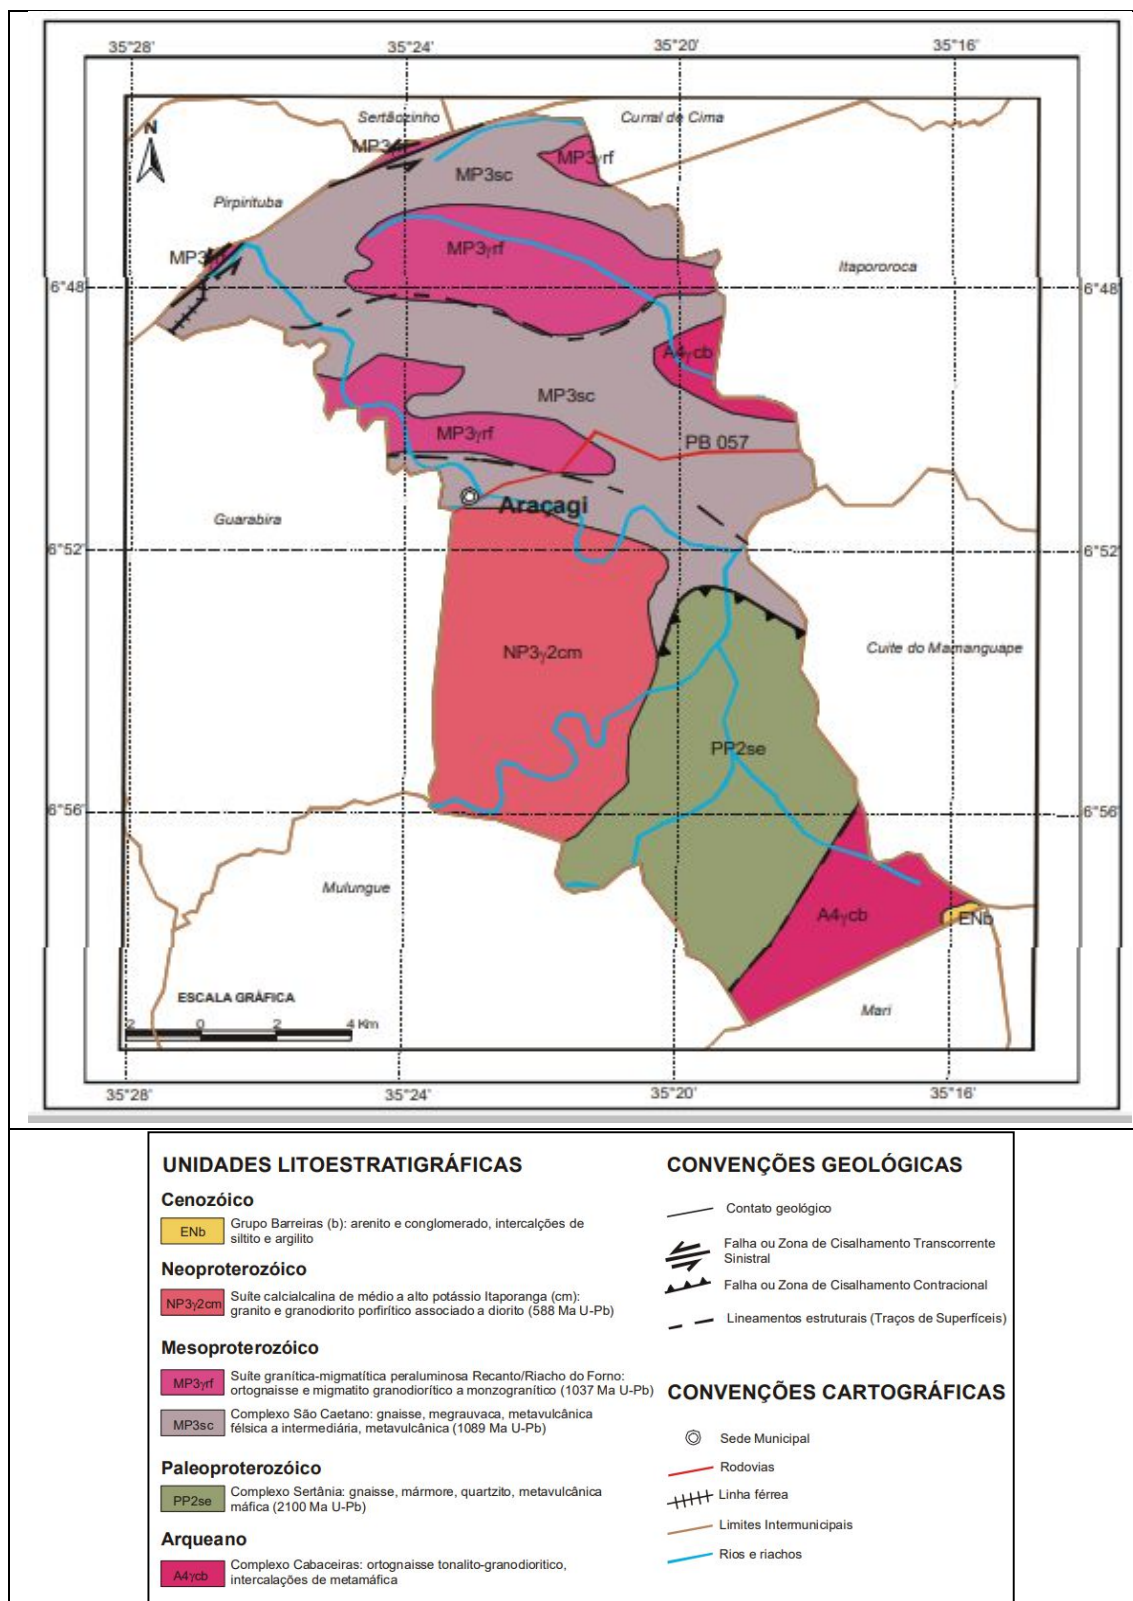 35°28' 35°24' 35°20' 35°16'
Sertãozinho
Curral de Cima
N
MP3γrf
MP3sc
Pirpirituba
MP3γrf
Itapororoca
6°48' 6°48'
A4γcb
MP3sc
MP3γrf
PB 057
Araçagi
Guarabira
6°52' 6°52'
NP3γ2cm
Cuite do Mamanguape
PP2se
6°56' 6°56'
Mulungue
A4γcb
ENb
ESCALA GRÁFICA
Mari
2 0 2 4 Km
35°28' 35°24' 35°20' 35°16'
UNIDADES LITOESTRATIGRÁFICAS
Cenozóico
ENb
Grupo Barreiras (b): arenito e conglomerado, intercalções de
siltito e argilito
Neoproterozóico
NP3γ2cm
Suíte calcialcalina de médio a alto potássio Itaporanga (cm):
granito e granodiorito porfirítico associado a diorito (588 Ma U-Pb)
Mesoproterozóico
MP3γrf
Suíte granítica-migmatítica peraluminosa Recanto/Riacho do Forno:
ortognaisse e migmatito granodiorítico a monzogranítico (1037 Ma U-Pb)
MP3sc
Complexo São Caetano: gnaisse, megrauvaca, metavulcânica
félsica a intermediária, metavulcânica (1089 Ma U-Pb)
Paleoproterozóico
PP2se
Complexo Sertânia: gnaisse, mármore, quartzito, metavulcânica
máfica (2100 Ma U-Pb)
Arqueano
A4γcb
Complexo Cabaceiras: ortognaisse tonalito-granodioritico,
intercalações de metamáfica
CONVENÇÕES GEOLÓGICAS
Contato geológico
Falha ou Zona de Cisalhamento Transcorrente
Sinistral
Falha ou Zona de Cisalhamento Contracional
Lineamentos estruturais (Traços de Superfíceis)
CONVENÇÕES CARTOGRÁFICAS
Sede Municipal
Rodovias
Linha férrea
Limites Intermunicipais
Rios e riachos